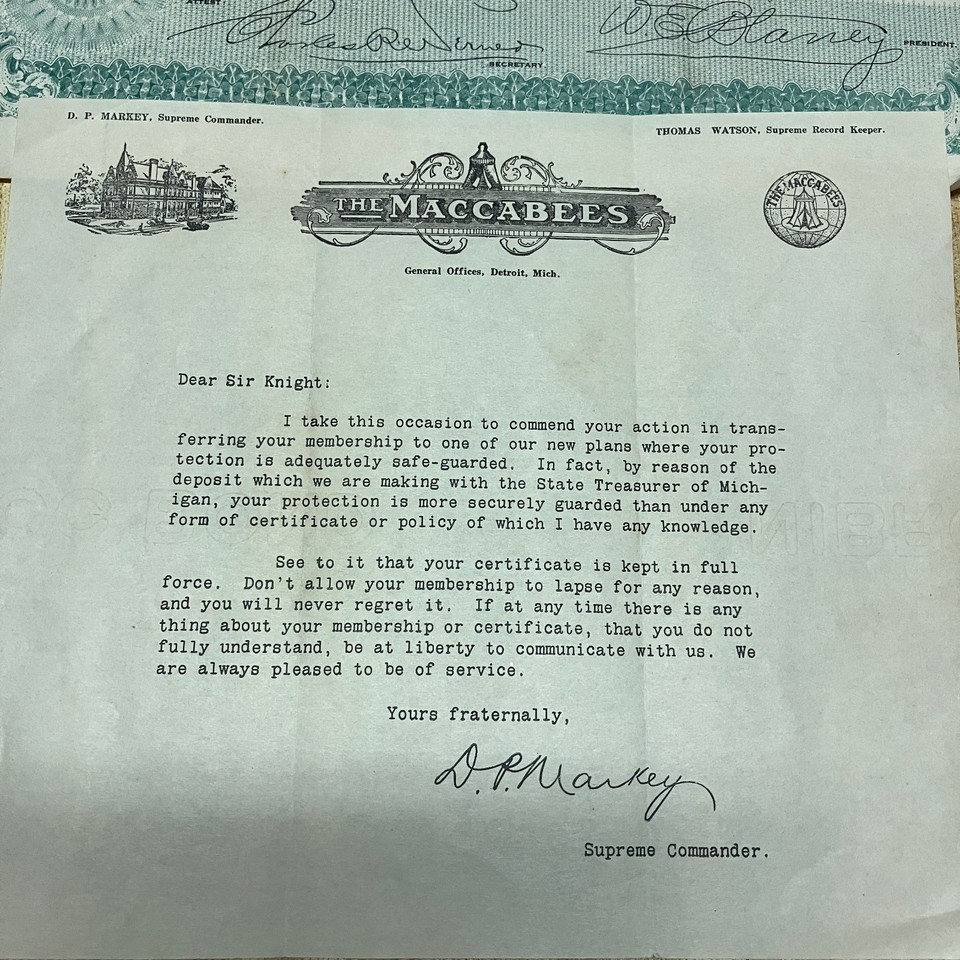 ATTEST:
SECRETARY.
W E Blaney
PRESIDENT.
D. P. MARKEY, Supreme Commander.
THOMAS WATSON, Supreme Record Keeper.
THE MACCABEES
THE MACCABEES
General Offices, Detroit, Mich.
Dear Sir Knight:
I take this occasion to commend your action in trans-
ferring your membership to one of our new plans where your pro-
tection is adequately safe-guarded. In fact, by reason of the
deposit which we are making with the State Treasurer of Mich-
igan, your protection is more securely guarded than under any
form of certificate or policy of which I have any knowledge.
See to it that your certificate is kept in full
force. Don't allow your membership to lapse for any reason,
and you will never regret it. If at any time there is any
thing about your membership or certificate, that you do not
fully understand, be at liberty to communicate with us. We
are always pleased to be of service.
Yours fraternally,
D. P. Markey
Supreme Commander.